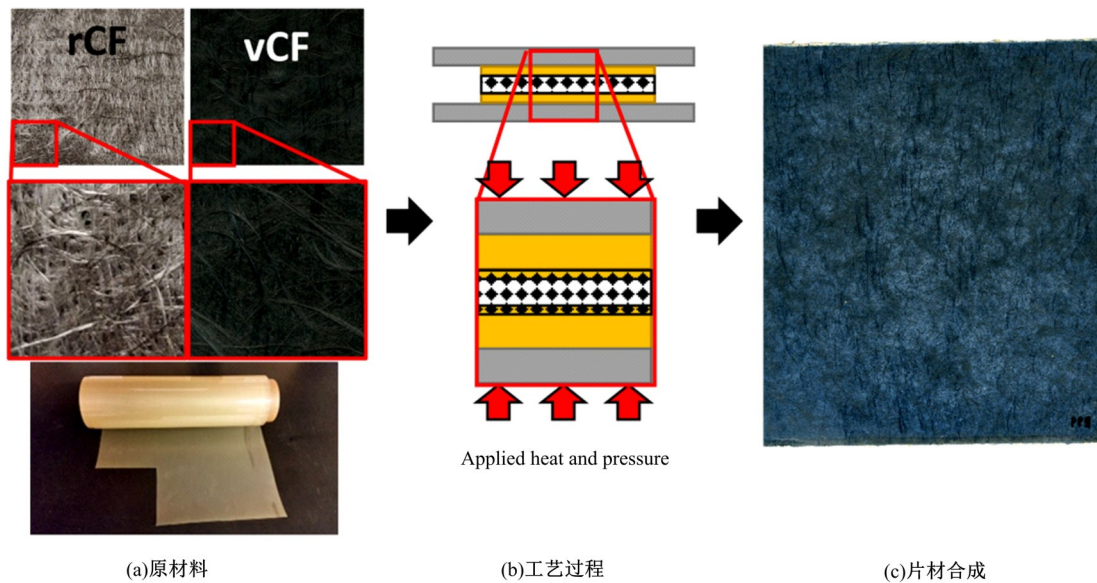 rCF
vCF
Applied heat and pressure
(a)原材料
(b)工艺过程
(c)片材合成